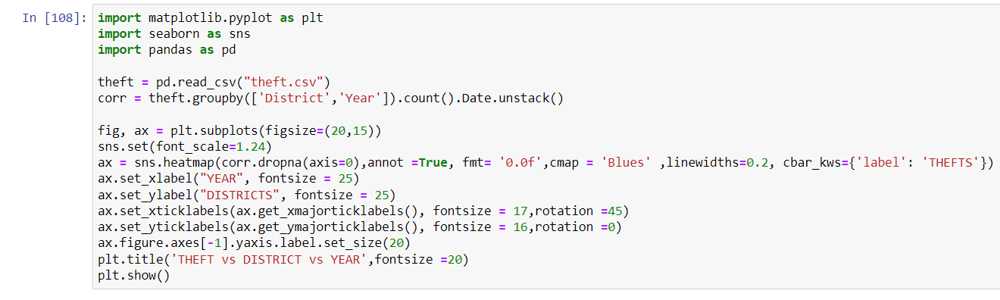 In [108]: import matplotlib.pyplot as plt
import seaborn as sns
import pandas as pd
theft = pd.read_csv("theft.csv")
corr = theft.groupby(['District','Year']).count().Date.unstack()
fig, ax = plt.subplots(figsize=(20,15))
sns.set(font_scale=1.24)
ax = sns.heatmap(corr.dropna(axis=0),annot =True, fmt= '0.0f',cmap = 'Blues' ,linewidths=0.2, cbar_kws={'label': 'THEFTS'})
ax.set_xlabel("YEAR", fontsize = 25)
ax.set_ylabel("DISTRICTS", fontsize = 25)
ax.set_xticklabels(ax.get_xmajorticklabels(), fontsize = 17,rotation =45)
ax.set_yticklabels(ax.get_ymajorticklabels(), fontsize = 16,rotation =0)
ax.figure.axes[-1].yaxis.label.set_size(20)
plt.title('THEFT vs DISTRICT vs YEAR',fontsize =20)
plt.show()